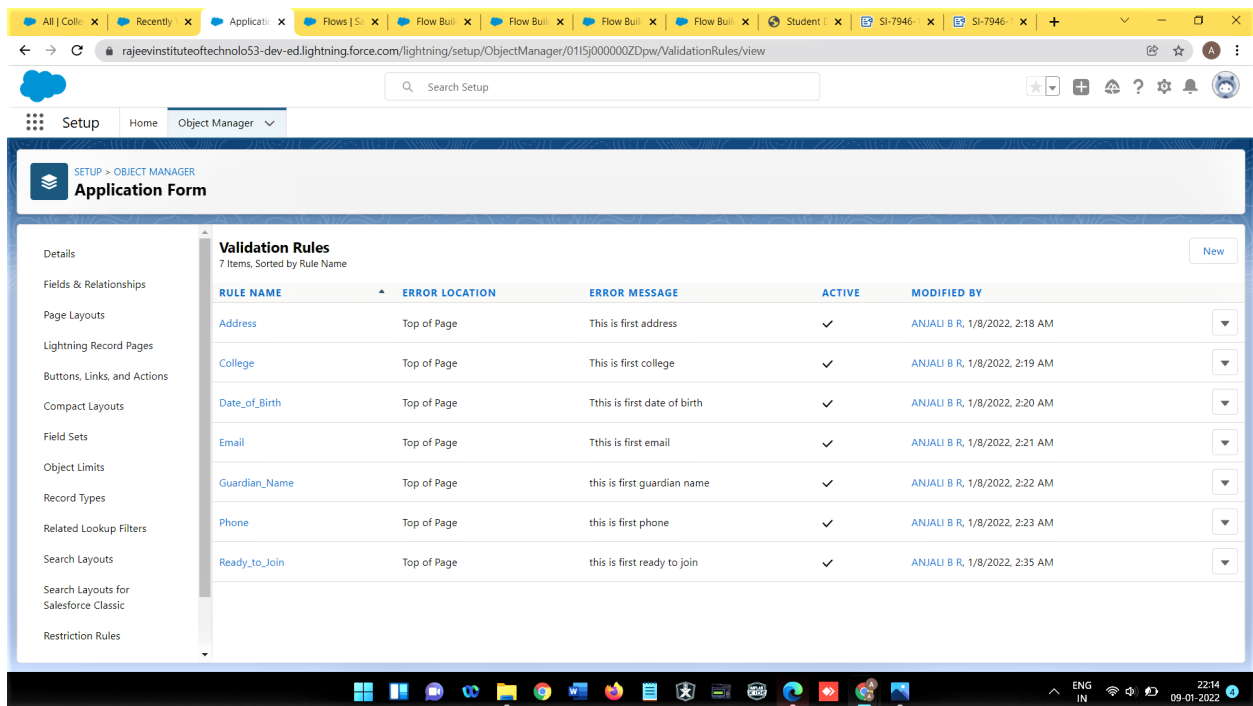 All | Colle
Recently
Applicatic
Flows | Sa
Flow Buil
Flow Buil
Flow Buil
Flow Buil
Student
SI-7946-
SI-7946-
rajeevinstituteoftechnolo53-dev-ed.lightning.force.com/lightning/setup/ObjectManager/01I5j000000ZDpw/ValidationRules/view
A
Search Setup
Setup
Home
Object Manager
SETUP > OBJECT MANAGER
Application Form
Details
Fields & Relationships
Page Layouts
Lightning Record Pages
Buttons, Links, and Actions
Compact Layouts
Field Sets
Object Limits
Record Types
Related Lookup Filters
Search Layouts
Search Layouts for
Salesforce Classic
Restriction Rules
Validation Rules
7 Items, Sorted by Rule Name
New
RULE NAME ERROR LOCATION ERROR MESSAGE ACTIVE MODIFIED BY
Address Top of Page This is first address ANJALI B R, 1/8/2022, 2:18 AM
College Top of Page This is first college ANJALI B R, 1/8/2022, 2:19 AM
Date_of_Birth Top of Page Tthis is first date of birth ANJALI B R, 1/8/2022, 2:20 AM
Email Top of Page Tthis is first email ANJALI B R, 1/8/2022, 2:21 AM
Guardian_Name Top of Page this is first guardian name ANJALI B R, 1/8/2022, 2:22 AM
Phone Top of Page this is first phone ANJALI B R, 1/8/2022, 2:23 AM
Ready_to_Join Top of Page this is first ready to join ANJALI B R, 1/8/2022, 2:35 AM
ENG
IN
22:14
09-01-2022
4